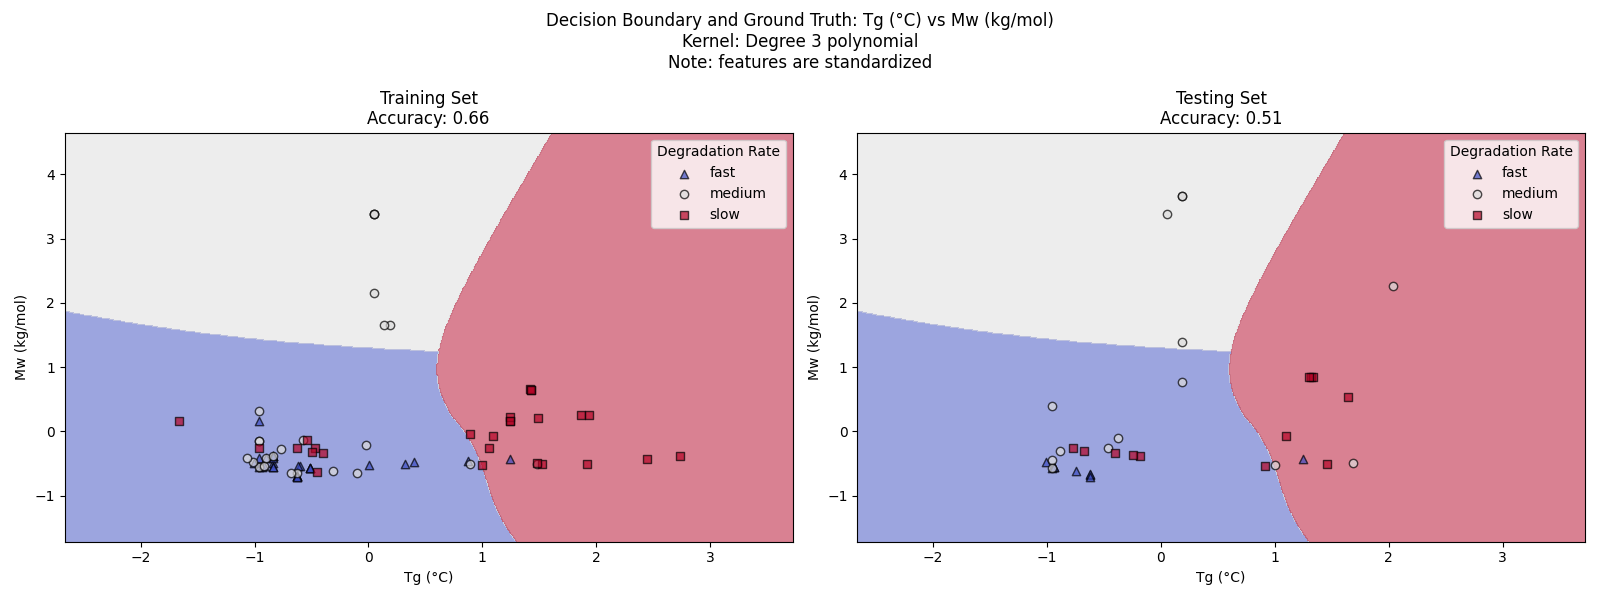 Decision Boundary and Ground Truth: Tg (°C) vs Mw (kg/mol)
Kernel: Degree 3 polynomial
Note: features are standardized
Training Set
Accuracy: 0.66
Degradation Rate
fast
medium
slow
Mw (kg/mol)
4
3
2
1
0
−1
−2
−1
0
1
2
3
Tg (°C)
Testing Set
Accuracy: 0.51
Degradation Rate
fast
medium
slow
Mw (kg/mol)
4
3
2
1
0
−1
−2
−1
0
1
2
3
Tg (°C)